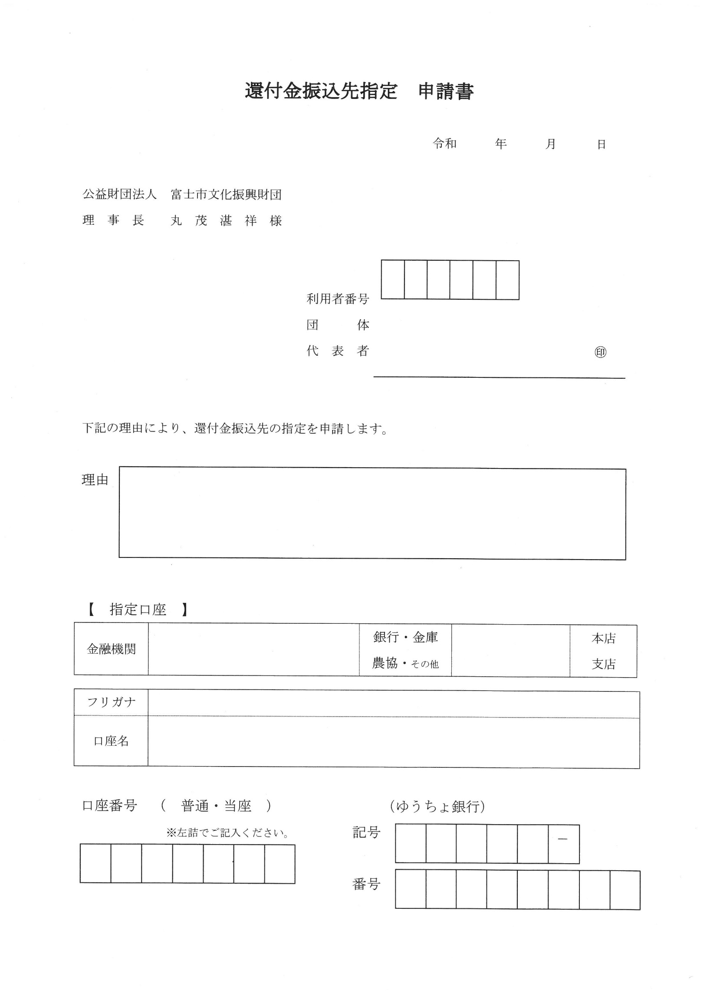 還付金振込先指定　申請書
令和　　　年　　　月　　　日
公益財団法人　富士市文化振興財団
理　事　長　　丸　茂　湛　祥　様
利用者番号
団　　　体
代　表　者　　　　　　　　　㊞
下記の理由により、還付金振込先の指定を申請します。
理由
【　指定口座　】
金融機関　銀行・金庫　本店
農協・その他　支店
フリガナ
口座名
口座番号　（　普通・当座　）
※左詰でご記入ください。
（ゆうちょ銀行）
記号　－
番号